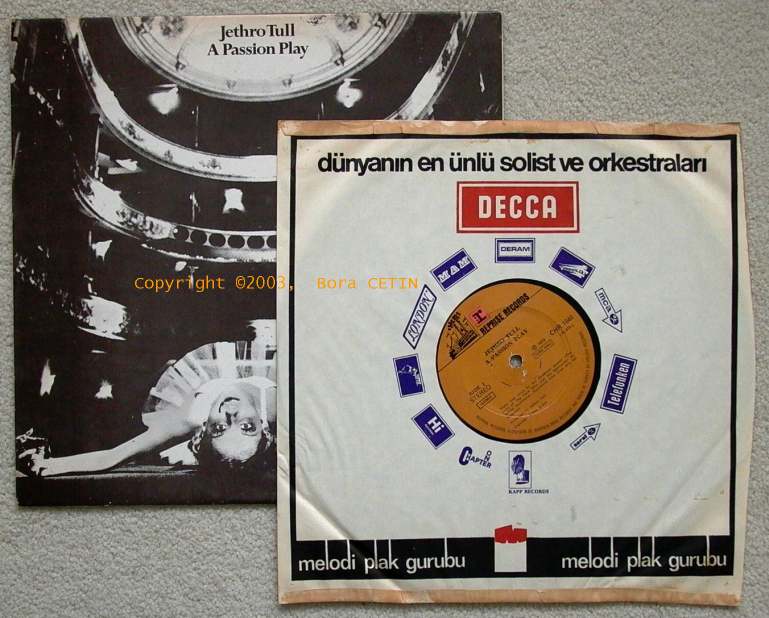 Jethro Tull
A Passion Play
dünyanın en ünlü solist ve orkestraları
DECCA
DERAM
MAM
mca
LONDON
Copyright ©2003, Bora CETIN
REPRISE RECORDS
JETHRO TULL
A PASSION PLAY
STEREO
Telefunken
Hi
CHAPTER ONE
KAPP RECORDS
melodi plak gurubu
melodi plak gurubu